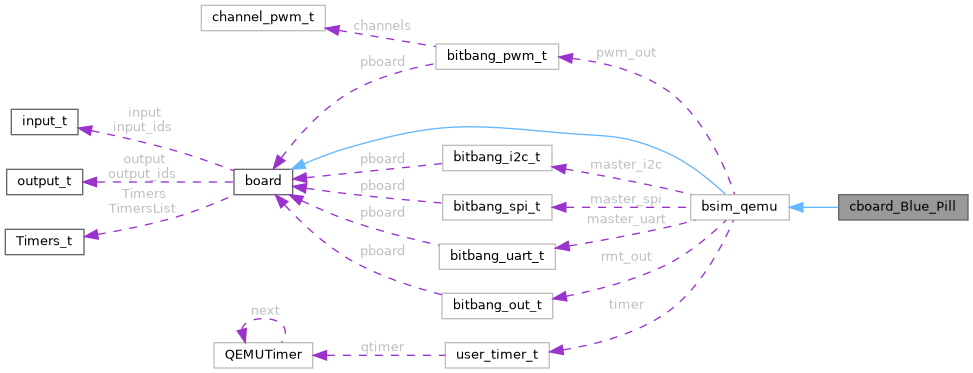 channel_pwm_t
channels
bitbang_pwm_t
pwm_out
pboard
input_t
input
input_ids
output_t
output
output_ids
board
Timers
TimersList
Timers_t
pboard
bitbang_i2c_t
master_i2c
pboard
bitbang_spi_t
master_spi
bsim_qemu
cboard_Blue_Pill
master_uart
pboard
bitbang_uart_t
rmt_out
pboard
bitbang_out_t
timer
next
QEMUTimer
qtimer
user_timer_t